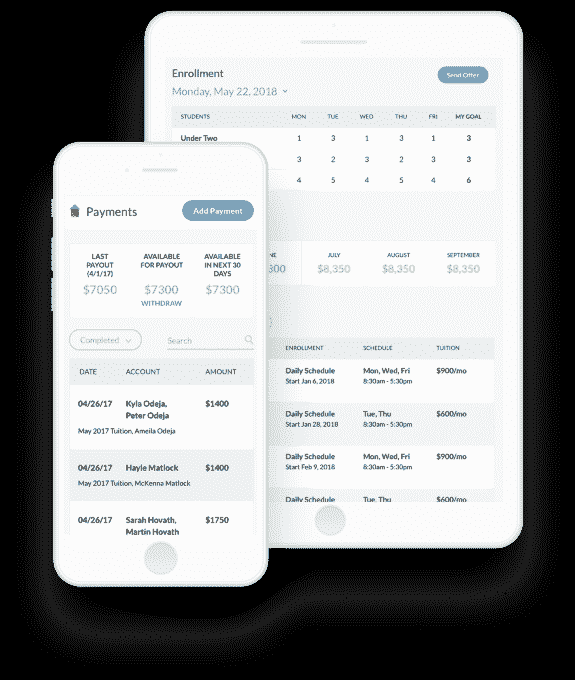 Enrollment
Send Offer
Monday, May 22, 2018
STUDENTS MON TUE WED THU FRI MY GOAL
Under Two 1 3 1 3 1 3
3 2 3 2 3 3
4 5 4 5 4 6
JULY AUGUST SEPTEMBER
$8,350 $8,350 $8,350
ENROLLMENT SCHEDULE TUITION
Daily Schedule Mon, Wed, Fri $900/mo
Start Jan 6, 2018 8:30am - 5:30pm
Daily Schedule Tue, Thu $600/mo
Start Jan 28, 2018 8:30am - 5:30pm
Daily Schedule Mon, Wed, Fri $900/mo
Start Feb 9, 2018 8:30am - 5:30pm
Daily Schedule Tue, Thu $600/mo
Payments
Add Payment
LAST AVAILABLE AVAILABLE
PAYOUT FOR PAYOUT IN NEXT 30
(4/1/17) DAYS
$7050 $7300 $7300
WITHDRAW
Completed Search
DATE ACCOUNT AMOUNT
04/26/17 Kyla Odeja, $1400
Peter Odeja
May 2017 Tuition, Ameila Odeja
04/26/17 Hayle Matlock $1400
May 2017 Tuition, McKenna Matlock
04/26/17 Sarah Hovath, $1750
Martin Hovath